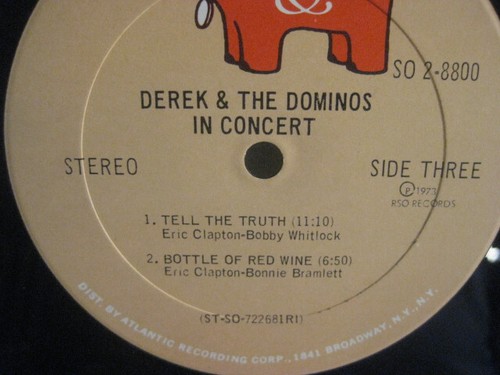 &
SO 2-8800
DEREK & THE DOMINOS
IN CONCERT
STEREO
SIDE THREE
Ⓟ 1973
RSO RECORDS
1. TELL THE TRUTH (11:10)
Eric Clapton-Bobby Whitlock
2. BOTTLE OF RED WINE (6:50)
Eric Clapton-Bonnie Bramlett
(ST-SO-722681R1)
DIST. BY ATLANTIC RECORDING CORP., 1841 BROADWAY, N.Y., N.Y.